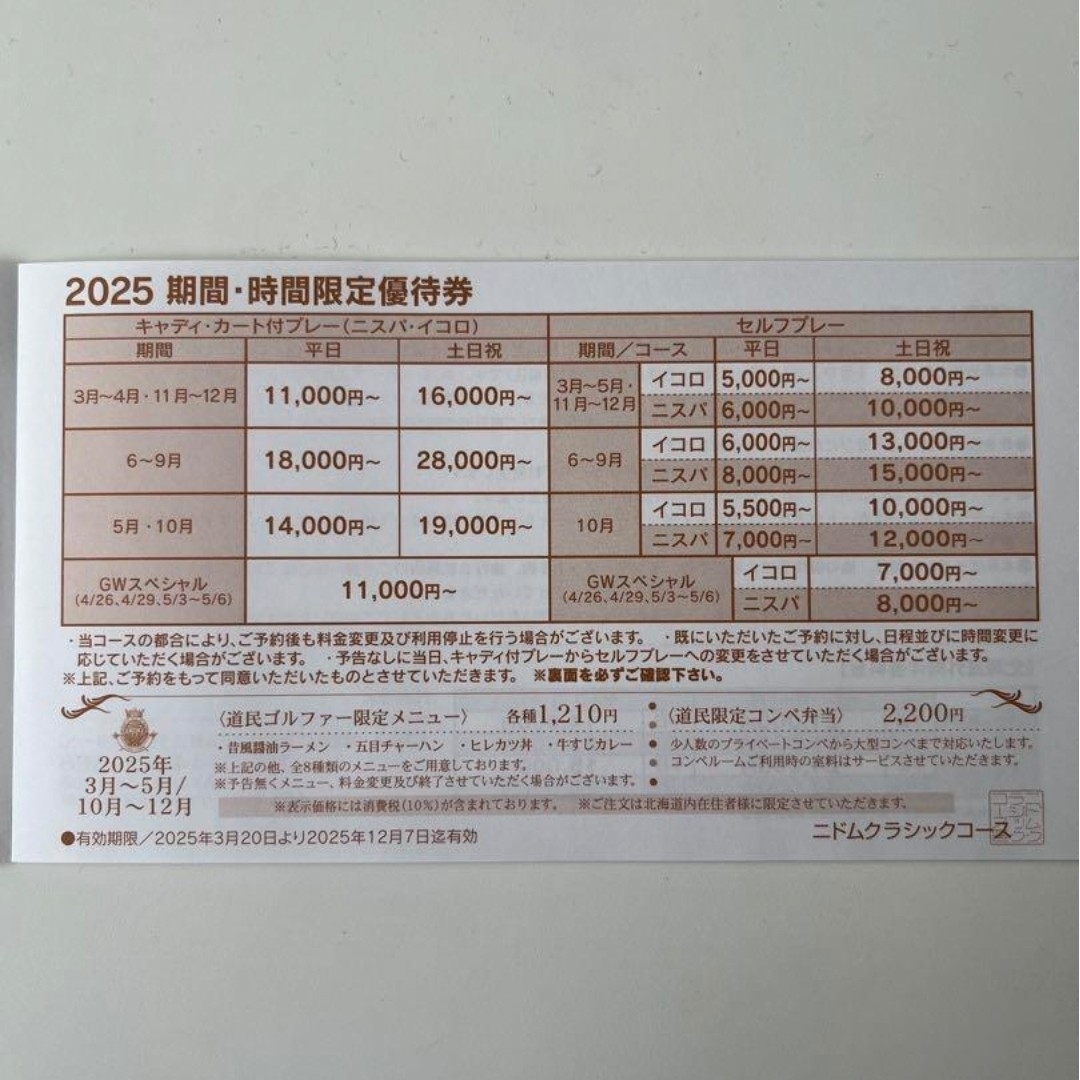 2025 期間・時間限定優待券
キャディ・カート付プレー(ニスパ・イコロ) セルフプレー
期間 平日 土日祝 期間/コース 平日 土日祝
3月〜4月・11月〜12月 11,000円〜 16,000円〜 3月〜5月・11月〜12月 イコロ 5,000円〜 8,000円〜
ニスパ 6,000円〜 10,000円〜
6〜9月 18,000円〜 28,000円〜 6〜9月 イコロ 6,000円〜 13,000円〜
ニスパ 8,000円〜 15,000円〜
5月・10月 14,000円〜 19,000円〜 10月 イコロ 5,500円〜 10,000円〜
ニスパ 7,000円〜 12,000円〜
GWスペシャル (4/26、4/29、5/3〜5/6) 11,000円〜 GWスペシャル (4/26、4/29、5/3〜5/6) イコロ 7,000円〜
ニスパ 8,000円〜
・当コースの都合により、ご予約後も料金変更及び利用停止を行う場合がございます。 ・既にいただいたご予約に対し、日程並びに時間変更に
応じていただく場合がございます。 ・予告なしに当日、キャディ付プレーからセルフプレーへの変更をさせていただく場合がございます。
※上記、ご予約をもって同意いただいたものとさせていただきます。 ※裏面を必ずご確認下さい。
2025年
3月〜5月/
10月〜12月
〈道民ゴルファー限定メニュー〉 各種1,210円
・昔風醤油ラーメン ・五目チャーハン ・ヒレカツ丼 ・牛すじカレー
※上記の他、全8種類のメニューをご用意しております。
※予告無くメニュー、料金変更及び終了させていただく場合がございます。
〈道民限定コンペ弁当〉 2,200円
少人数のプライベートコンペから大型コンペまで対応いたします。
コンペルームご利用時の室料はサービスさせていただきます。
※表示価格には消費税(10%)が含まれております。 ※ご注文は北海道内在住者様に限定させていただきます。
●有効期限/2025年3月20日より2025年12月7日迄有効
ニドムクラシックコース